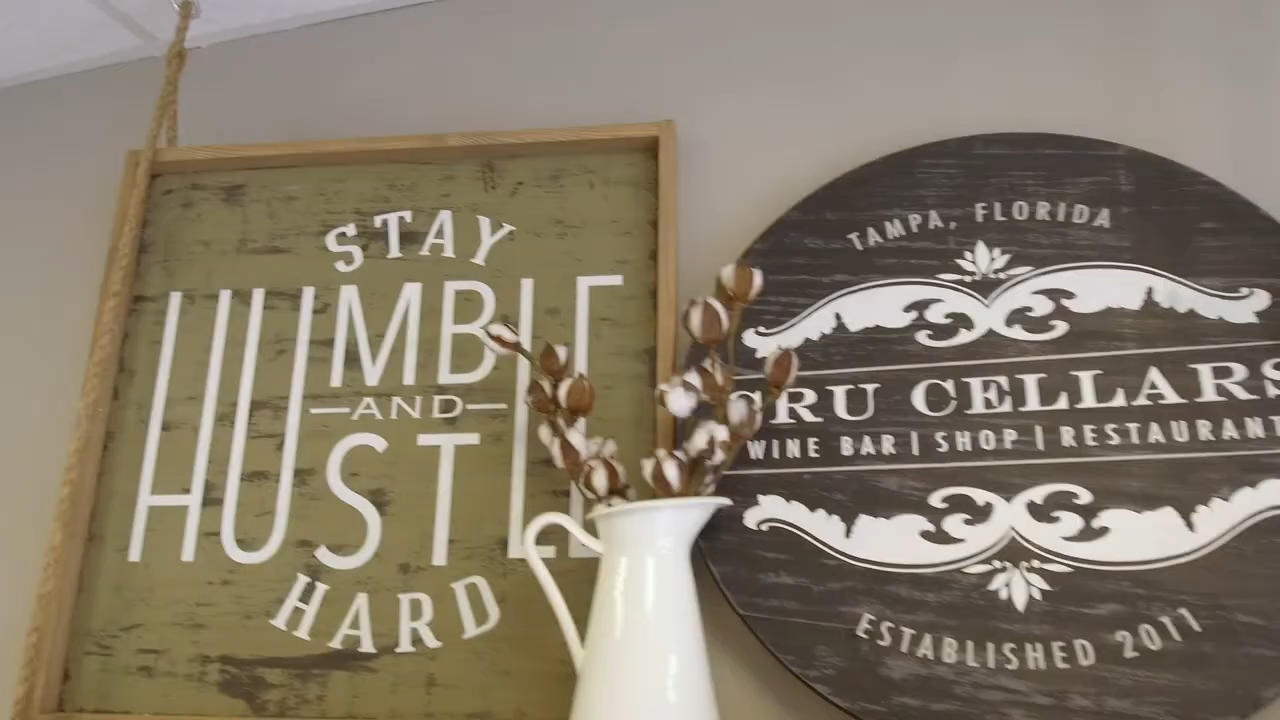 STAY
HUMBLE
AND
HUSTLE
HARD
TAMPA, FLORIDA
CRU CELLARS
WINE BAR | SHOP | RESTAURANT
ESTABLISHED 2011